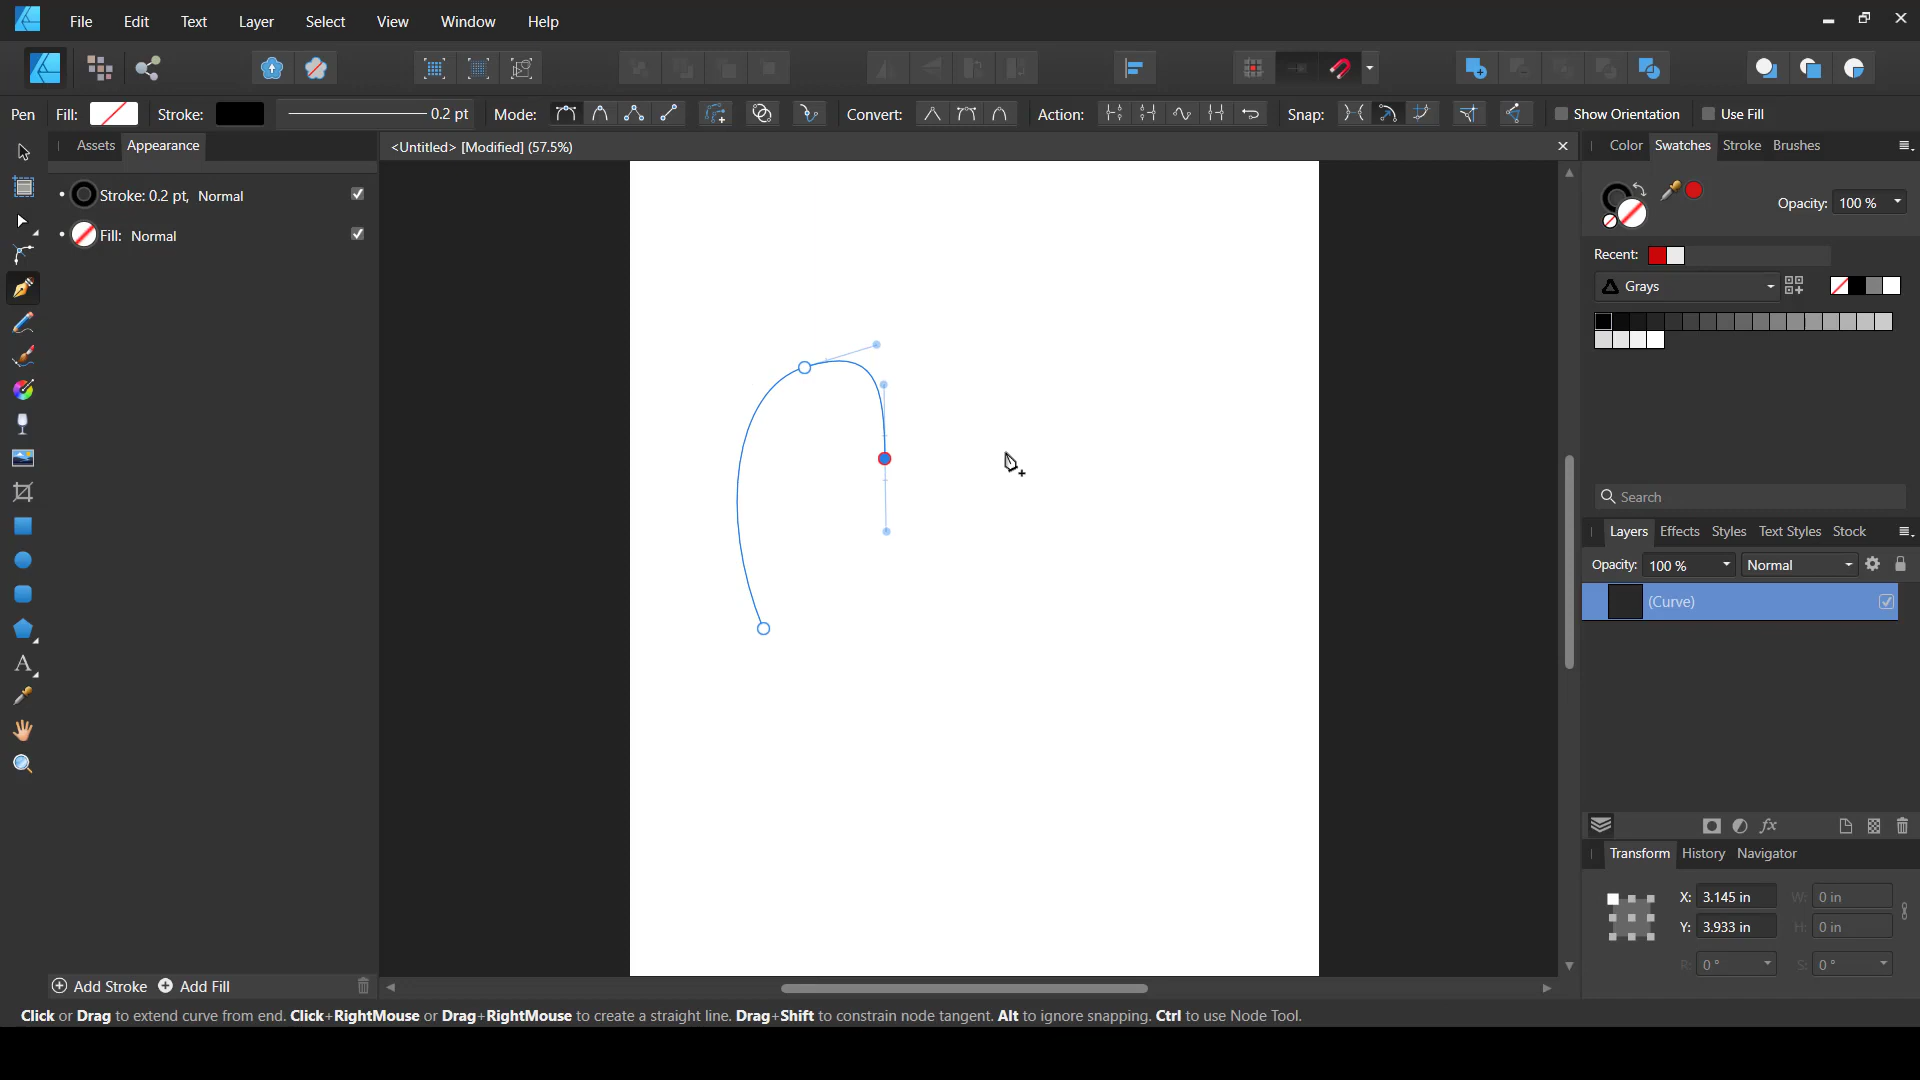 File Edit Text Layer Select View Window Help
Pen Fill: Stroke: 0.2 pt Mode: Convert: Action: Snap: Show Orientation Use Fill
Assets Appearance
<Untitled> [Modified] (57.5%)
Color Swatches Stroke Brushes
Stroke: 0.2 pt, Normal
Fill: Normal
Opacity: 100 %
Recent:
Grays
Search
Layers Effects Styles Text Styles Stock
Opacity: 100 % Normal
(Curve)
fx
Transform History Navigator
X: 3.145 in W: 0 in
Y: 3.933 in H: 0 in
R: 0 ° S: 0 °
Add Stroke Add Fill
Click or Drag to extend curve from end. Click+RightMouse or Drag+RightMouse to create a straight line. Drag+Shift to constrain node tangent. Alt to ignore snapping. Ctrl to use Node Tool.